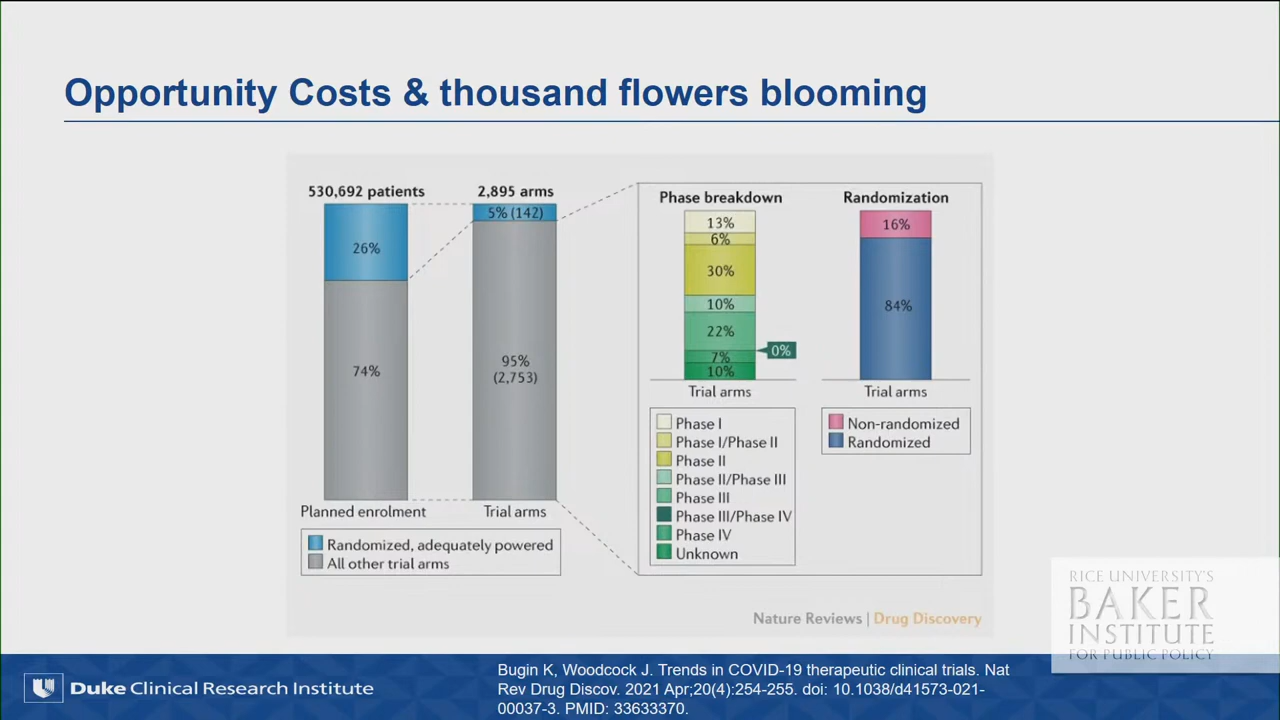 Opportunity Costs & thousand flowers blooming
530,692 patients
2,895 arms
5% (142)
26%
74%
95%
(2,753)
Planned enrolment
Trial arms
Randomized, adequately powered
All other trial arms
Phase breakdown
13%
6%
30%
10%
22%
0%
7%
10%
Trial arms
Phase I
Phase I/Phase II
Phase II
Phase II/Phase III
Phase III
Phase III/Phase IV
Phase IV
Unknown
Randomization
16%
84%
Trial arms
Non-randomized
Randomized
Nature Reviews | Drug Discovery
RICE UNIVERSITY'S
BAKER
INSTITUTE
FOR PUBLIC POLICY
Duke Clinical Research Institute
Bugin K, Woodcock J. Trends in COVID-19 therapeutic clinical trials. Nat
Rev Drug Discov. 2021 Apr;20(4):254-255. doi: 10.1038/d41573-021-
00037-3. PMID: 33633370.